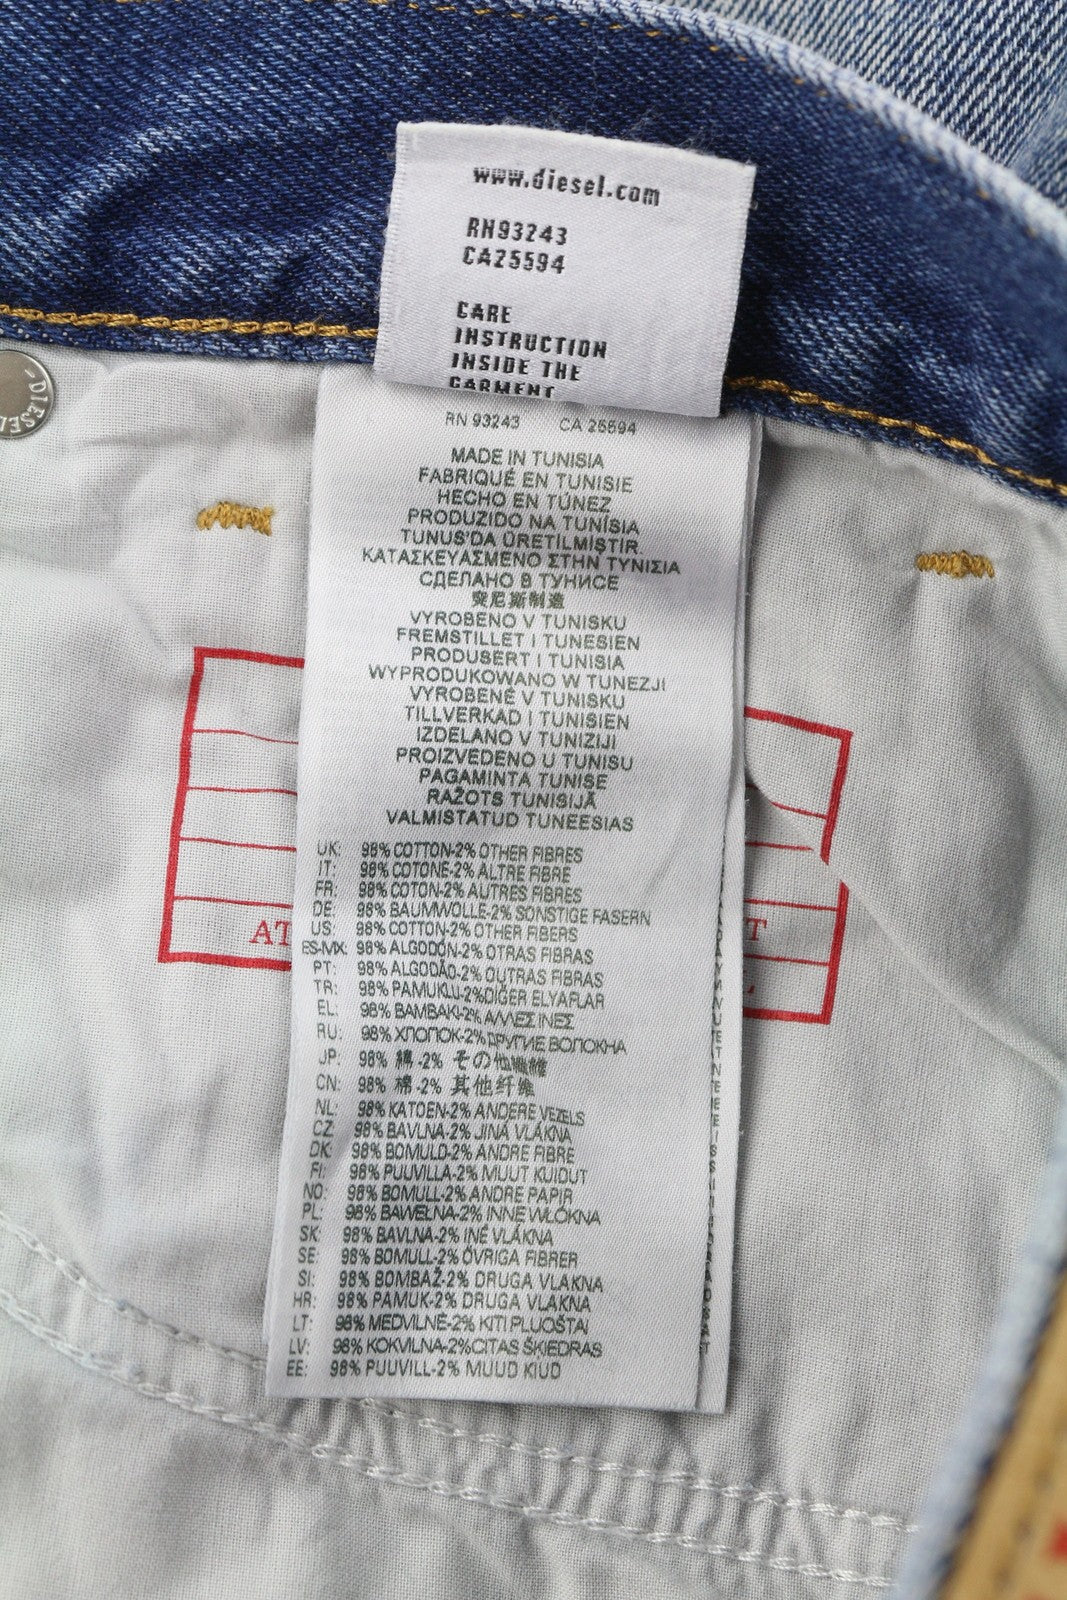 www.diesel.com
RN93243
CA25594
CARE
INSTRUCTION
INSIDE THE
GARMENT
RN 93243 CA 25594
MADE IN TUNISIA
FABRIQUÉ EN TUNISIE
HECHO EN TÚNEZ
PRODUZIDO NA TUNÍSIA
TUNUS'DA ÜRETİLMİŞTİR
ΚΑΤΑΣΚΕΥΑΣΜΕΝΟ ΣΤΗΝ ΤΥΝΙΣΙΑ
СДЕЛАНО В ТУНИСЕ
突尼斯制造
VYROBENO V TUNISKU
FREMSTILLET I TUNESIEN
PRODUSERT I TUNISIA
WYPRODUKOWANO W TUNEZJI
VYROBENÉ V TUNISKU
TILLVERKAD I TUNISIEN
IZDELANO V TUNIZIJI
PROIZVEDENO U TUNISU
PAGAMINTA TUNISE
RAŽOTS TUNISIJĀ
VALMISTATUD TUNEESIAS
UK: 98% COTTON-2% OTHER FIBRES
IT: 98% COTONE-2% ALTRE FIBRE
FR: 98% COTON-2% AUTRES FIBRES
DE: 98% BAUMWOLLE-2% SONSTIGE FASERN
US: 98% COTTON-2% OTHER FIBERS
ES-MX: 98% ALGODÓN-2% OTRAS FIBRAS
PT: 98% ALGODÃO-2% OUTRAS FIBRAS
TR: 98% PAMUKLU-2%DİĞER ELYAFLAR
EL: 98% ΒΑΜΒΑΚΙ-2% ΑΛΛΕΣ ΙΝΕΣ
RU: 98% ХЛОПОК-2% ДРУГИЕ ВОЛОКНА
JP: 98% 綿 -2% その他繊維
CN: 98% 棉 -2% 其他纤维
NL: 98% KATOEN-2% ANDERE VEZELS
CZ: 98% BAVLNA-2% JINÁ VLÁKNA
DK: 98% BOMULD-2% ANDRE FIBRE
FI: 98% PUUVILLA-2% MUUT KUIDUT
NO: 98% BOMULL-2% ANDRE PAPIR
PL: 98% BAWEŁNA-2% INNE WŁÓKNA
SK: 98% BAVLNA-2% INÉ VLÁKNA
SE: 98% BOMULL-2% ÖVRIGA FIBRER
SI: 98% BOMBAŽ-2% DRUGA VLAKNA
HR: 98% PAMUK-2% DRUGA VLAKNA
LT: 98% MEDVILNĖ-2% KITI PLUOŠTAI
LV: 98% KOKVILNA-2%CITAS ŠĶIEDRAS
EE: 98% PUUVILL-2% MUUD KIUD
DIESEL
AT
T